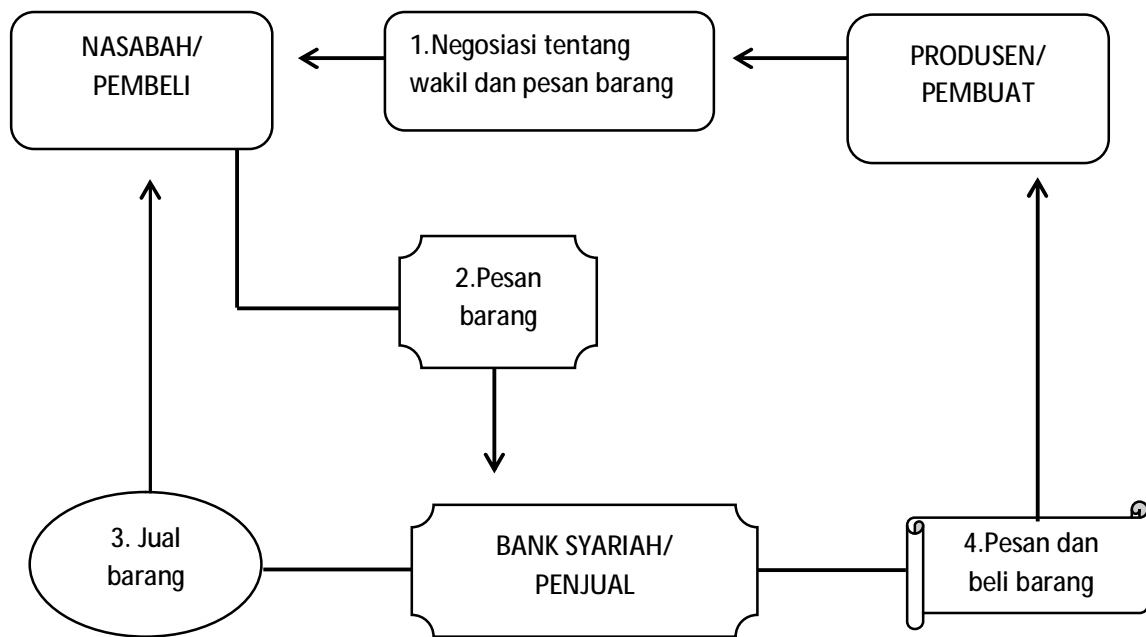 NASABAH/
PEMBELI
1.Negosiasi tentang
wakil dan pesan barang
PRODUSEN/
PEMBUAT
2.Pesan
barang
3. Jual
barang
BANK SYARIAH/
PENJUAL
4.Pesan dan
beli barang